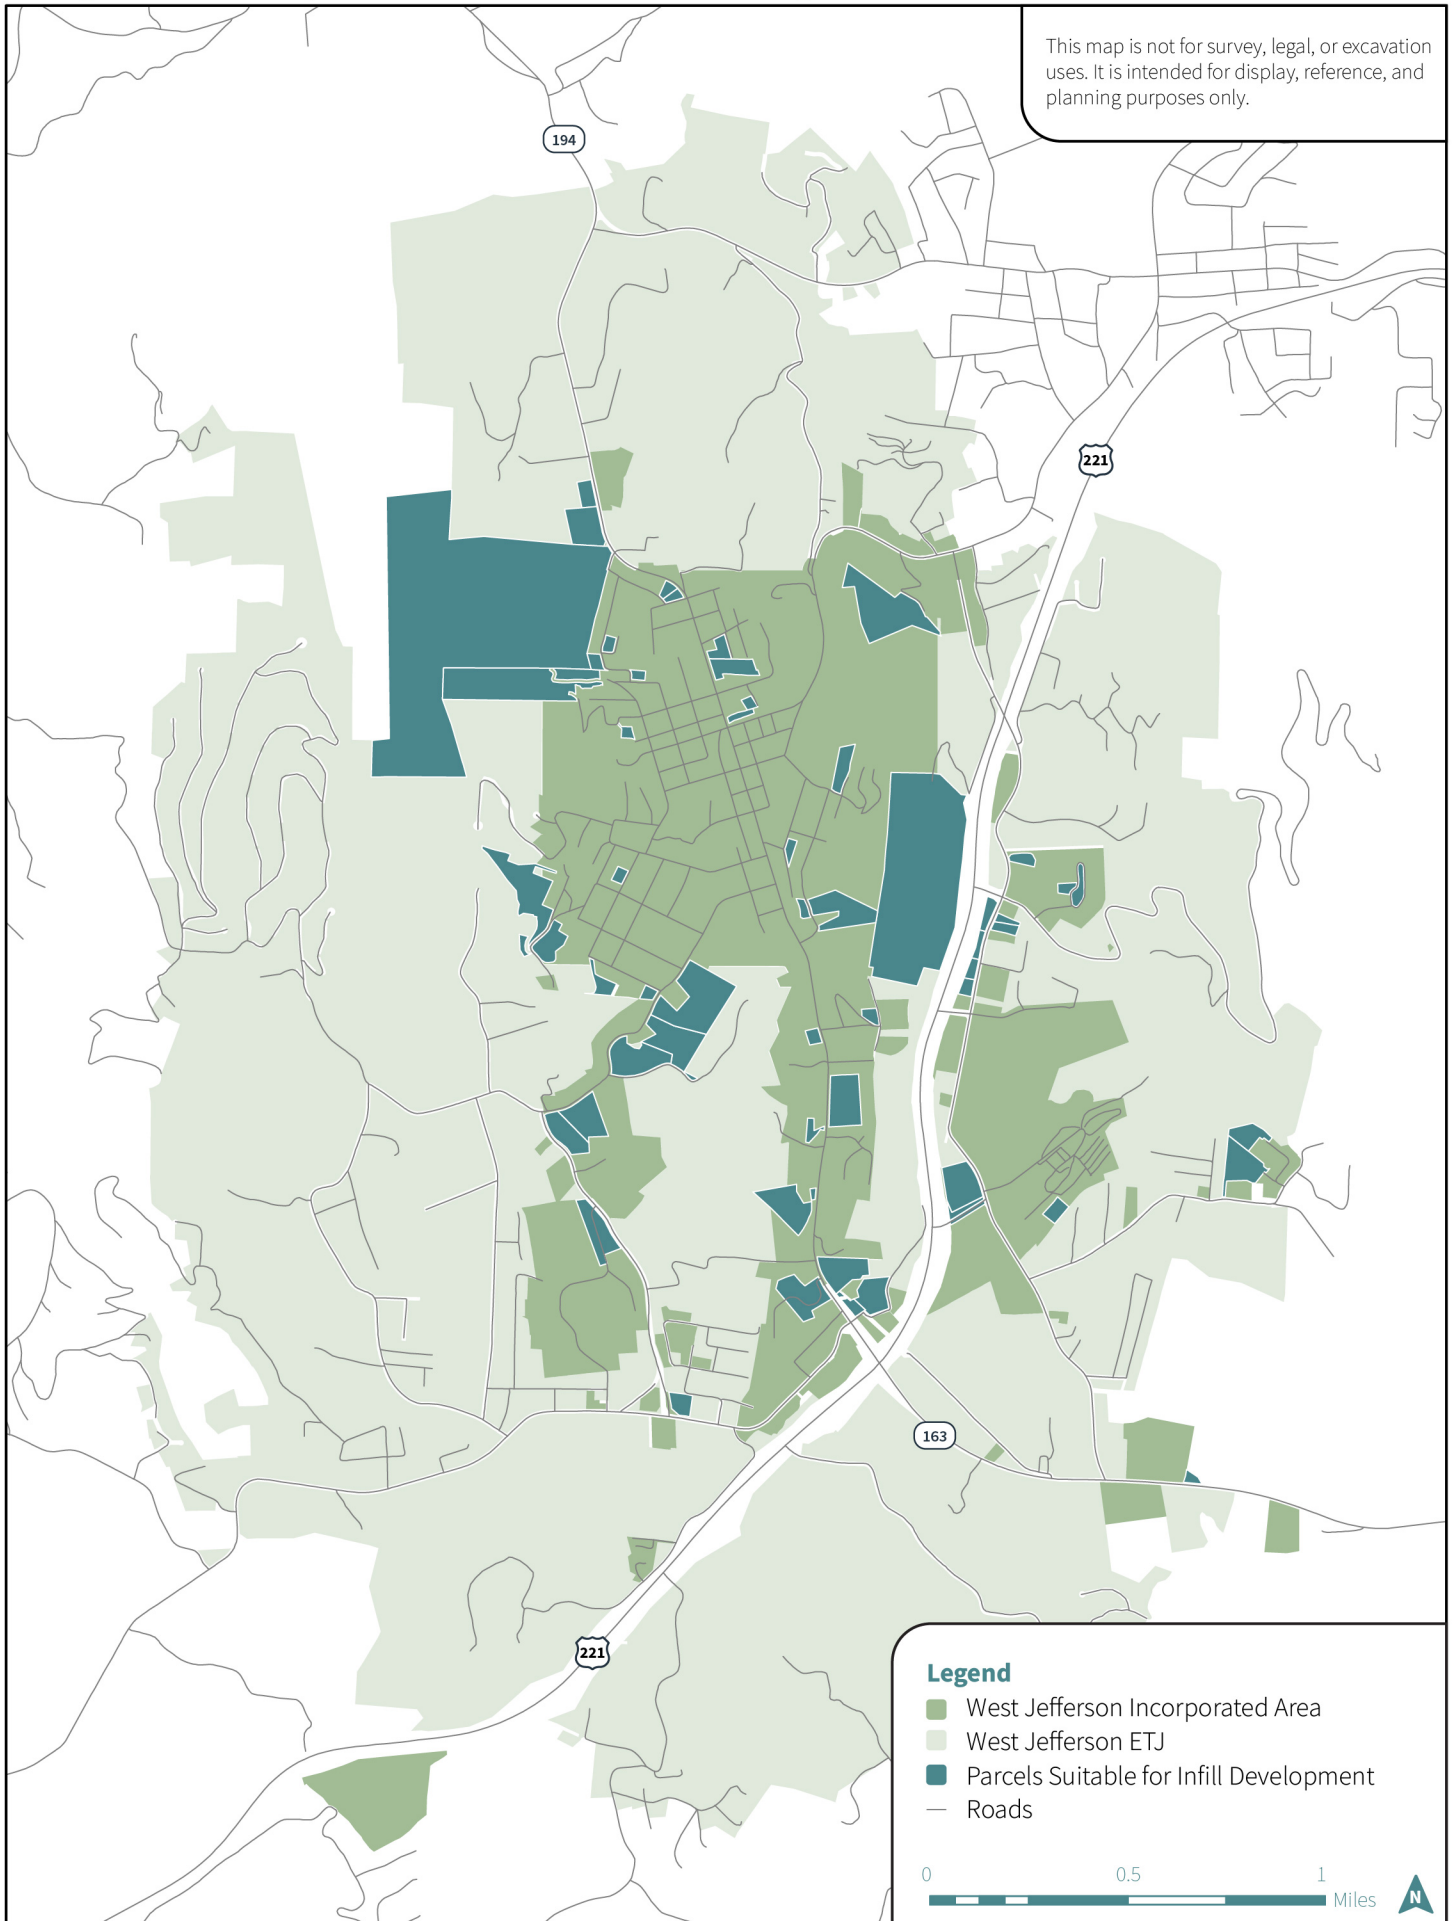 This map is not for survey, legal, or excavation
uses. It is intended for display, reference, and
planning purposes only.
194
221
163
221
Legend
West Jefferson Incorporated Area
West Jefferson ETJ
Parcels Suitable for Infill Development
Roads
0 0.5 1
Miles
N